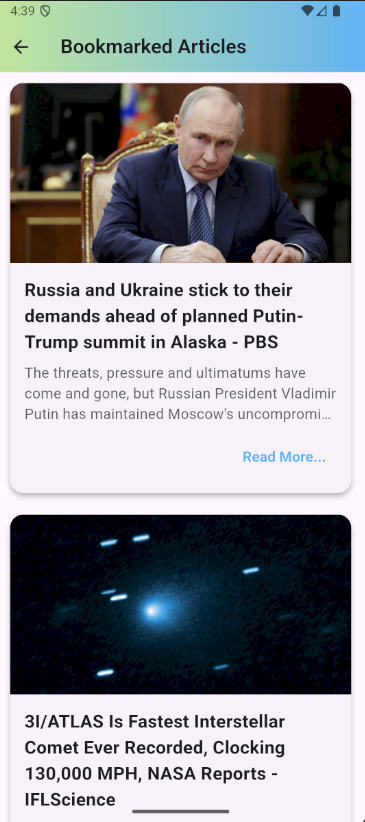 4:39
Bookmarked Articles
Russia and Ukraine stick to their
demands ahead of planned Putin-
Trump summit in Alaska - PBS
The threats, pressure and ultimatums have
come and gone, but Russian President Vladimir
Putin has maintained Moscow's uncompromi...
Read More...
3I/ATLAS Is Fastest Interstellar
Comet Ever Recorded, Clocking
130,000 MPH, NASA Reports -
IFLScience